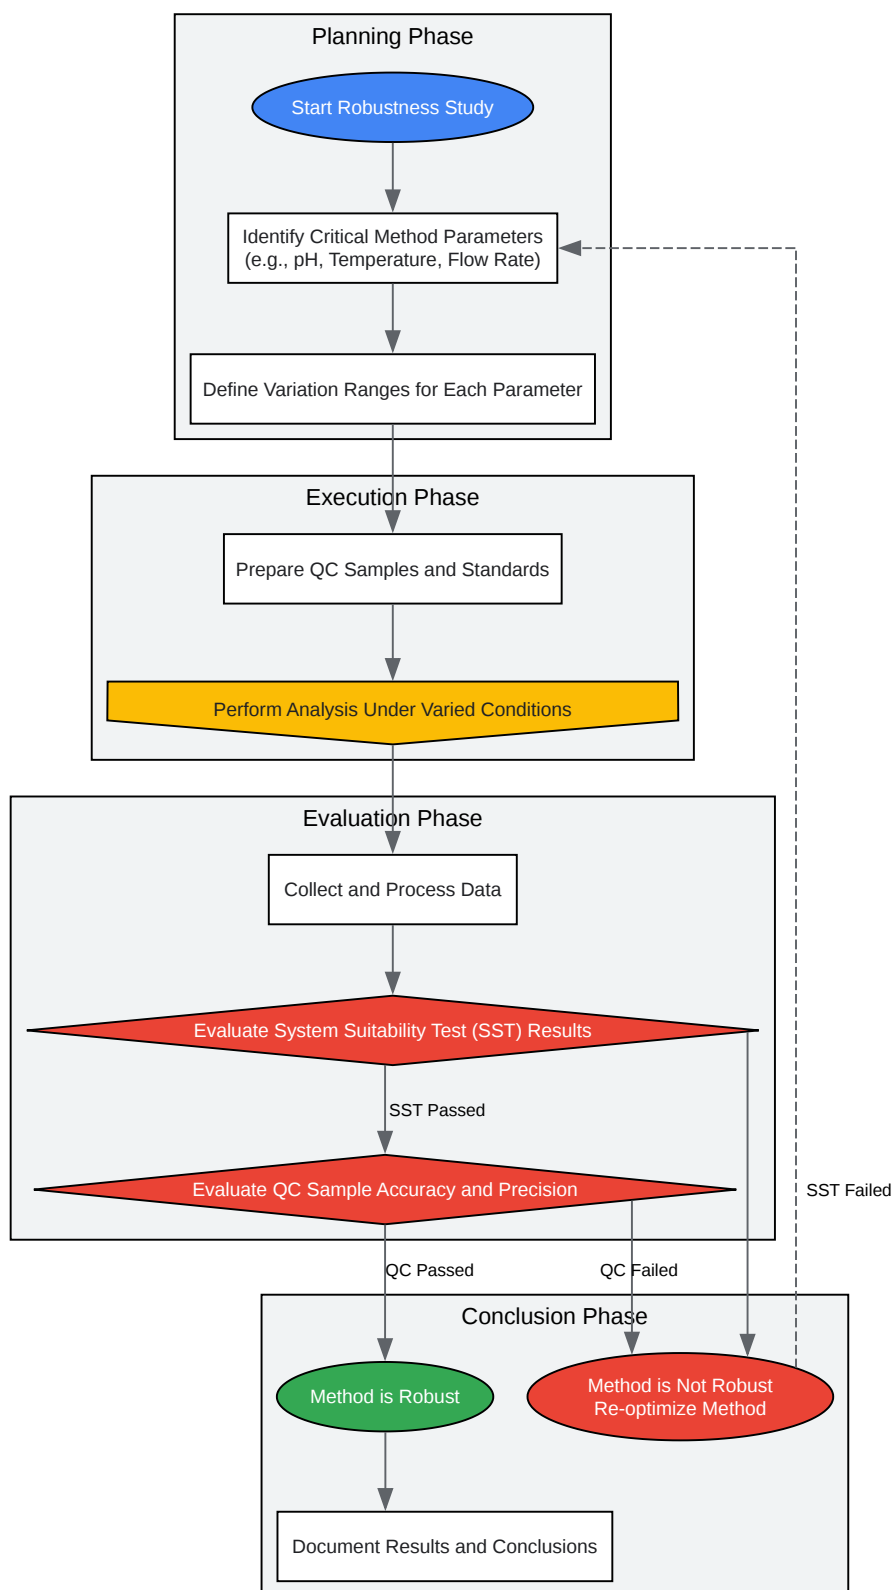 Planning Phase
Start Robustness Study
Identify Critical Method Parameters
(e.g., pH, Temperature, Flow Rate)
Define Variation Ranges for Each Parameter
Execution Phase
Prepare QC Samples and Standards
Perform Analysis Under Varied Conditions
Evaluation Phase
Collect and Process Data
Evaluate System Suitability Test (SST) Results
SST Passed
Evaluate QC Sample Accuracy and Precision
SST Failed
QC Passed
QC Failed
Conclusion Phase
Method is Robust
Method is Not Robust
Re-optimize Method
Document Results and Conclusions